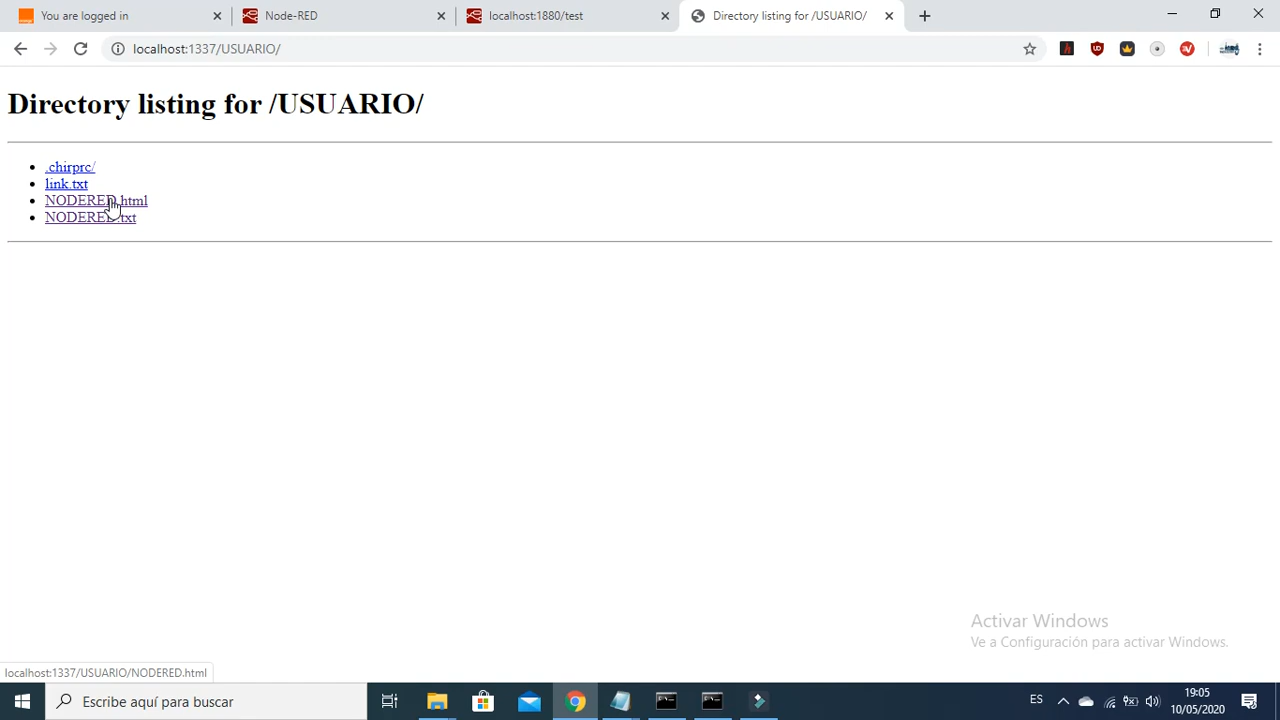 You are logged in
Node-RED
localhost:1880/test
Directory listing for /USUARIO/
localhost:1337/USUARIO/
Directory listing for /USUARIO/
.chirprc/
link.txt
NODERED.html
NODERED.txt
Activar Windows
Ve a Configuración para activar Windows.
localhost:1337/USUARIO/NODERED.html
Escribe aquí para buscar
ES
19:05
10/05/2020